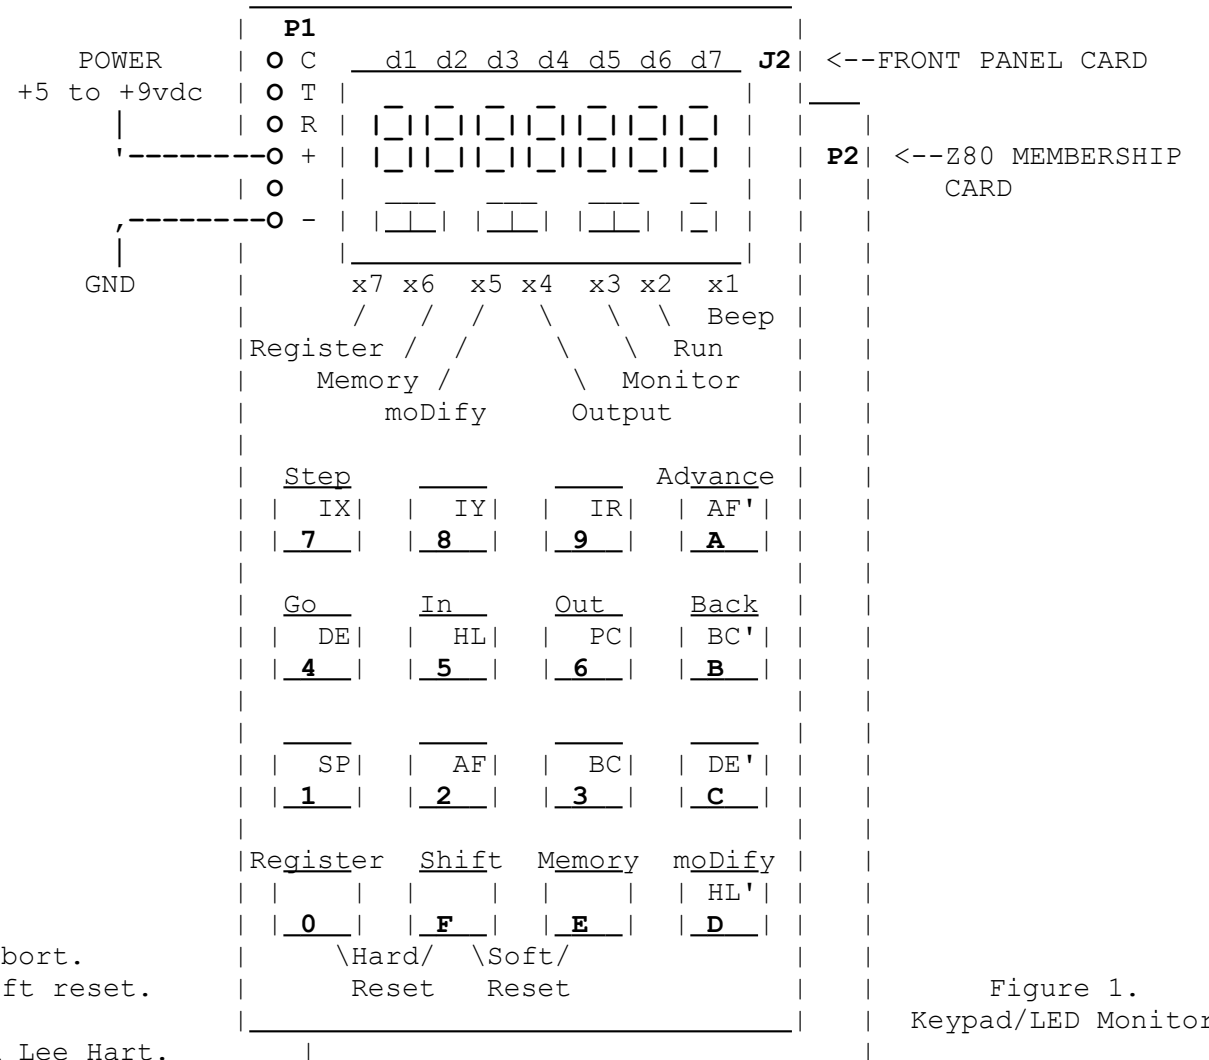 P1
POWER O C d1 d2 d3 d4 d5 d6 d7 J2 <--FRONT PANEL CARD
+5 to +9vdc O T
O R
O + P2 <--Z80 MEMBERSHIP
O CARD
O -
GND x7 x6 x5 x4 x3 x2 x1
Beep
Register Run
Memory Monitor
moDify Output
Step Advance
IX IY IR AF'
7 8 9 A
Go In Out Back
DE HL PC BC'
4 5 6 B
SP AF BC DE'
1 2 3 C
Register Shift Memory moDify
HL'
0 F E D
bort. \Hard/ \Soft/
ft reset. Reset Reset Figure 1.
Keypad/LED Monitor
Lee Hart.